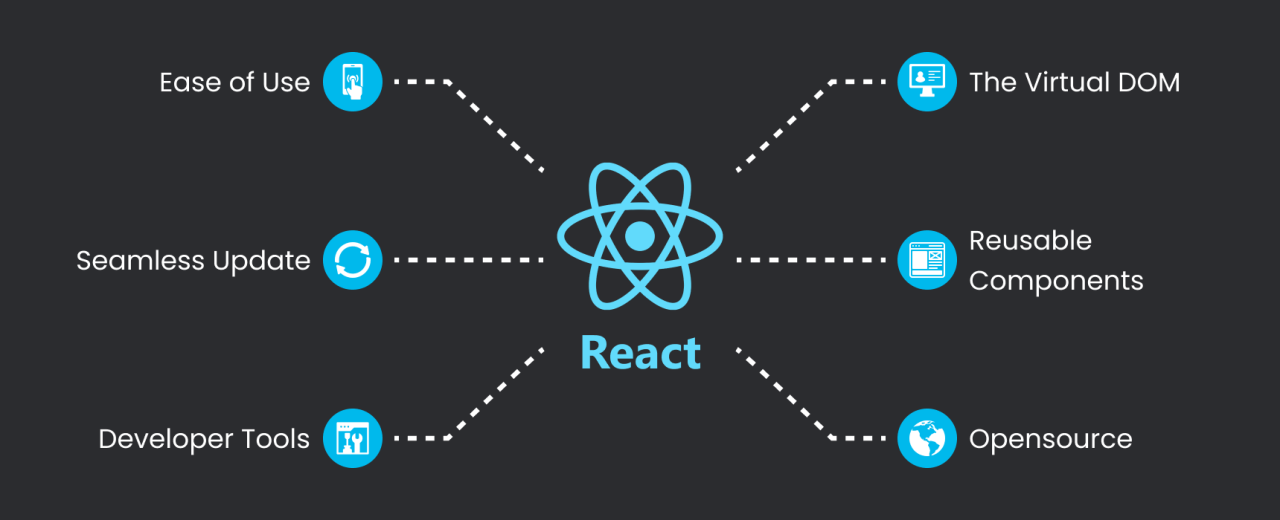 Ease of Use
The Virtual DOM
Seamless Update
Reusable
Components
React
Developer Tools
Opensource